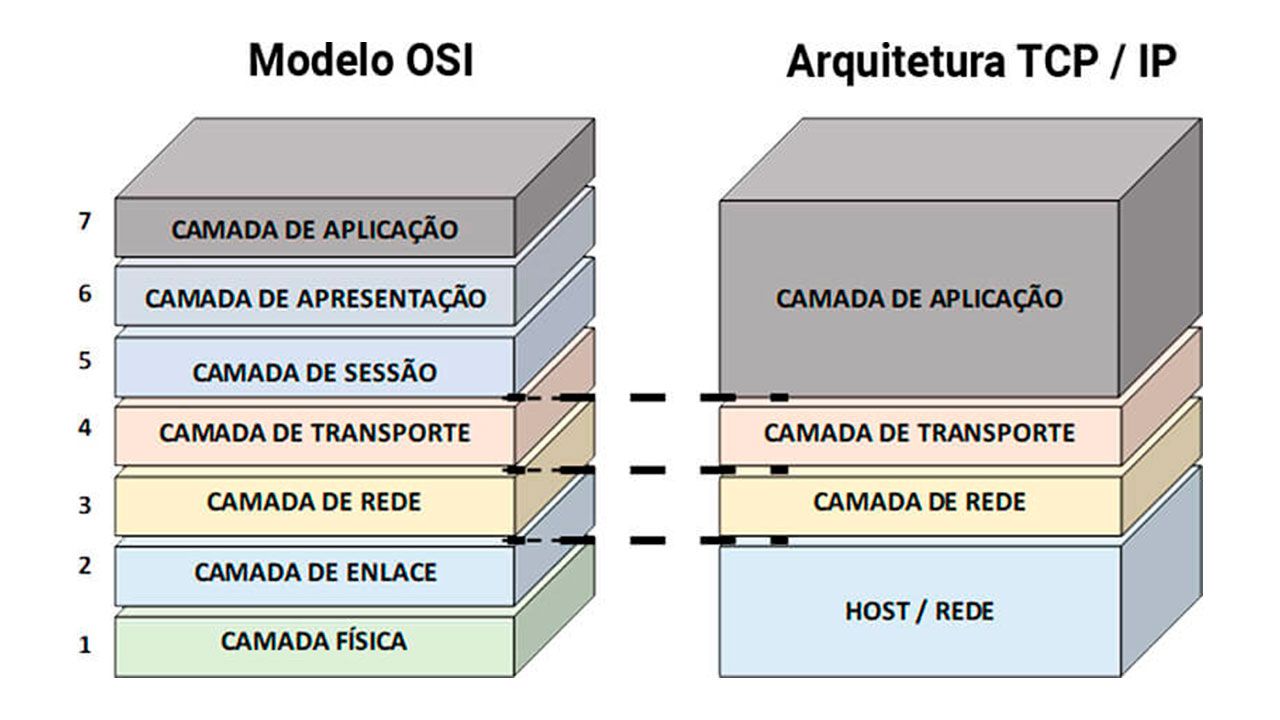 Modelo OSI
Arquitetura TCP / IP
7
CAMADA DE APLICAÇÃO
6
CAMADA DE APRESENTAÇÃO
5
CAMADA DE SESSÃO
4
CAMADA DE TRANSPORTE
3
CAMADA DE REDE
2
CAMADA DE ENLACE
1
CAMADA FÍSICA
CAMADA DE APLICAÇÃO
CAMADA DE TRANSPORTE
CAMADA DE REDE
HOST / REDE